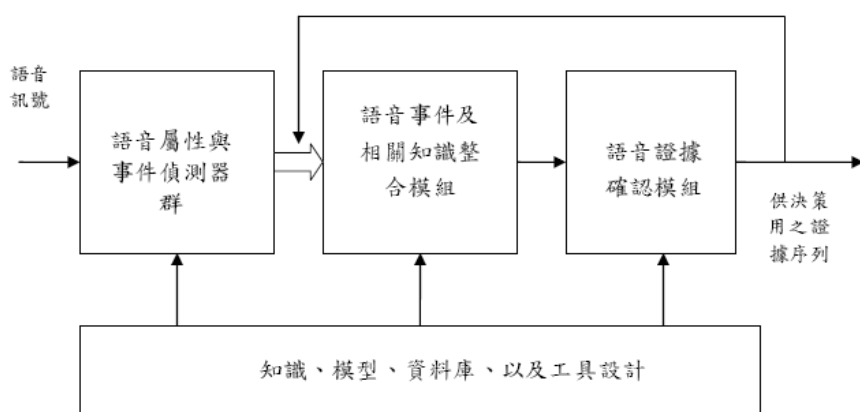 語音
訊號
語音屬性與
事件偵測器
群
語音事件及
相關知識整
合模組
語音證據
確認模組
供決策
用之證
據序列
知識、模型、資料庫、以及工具設計